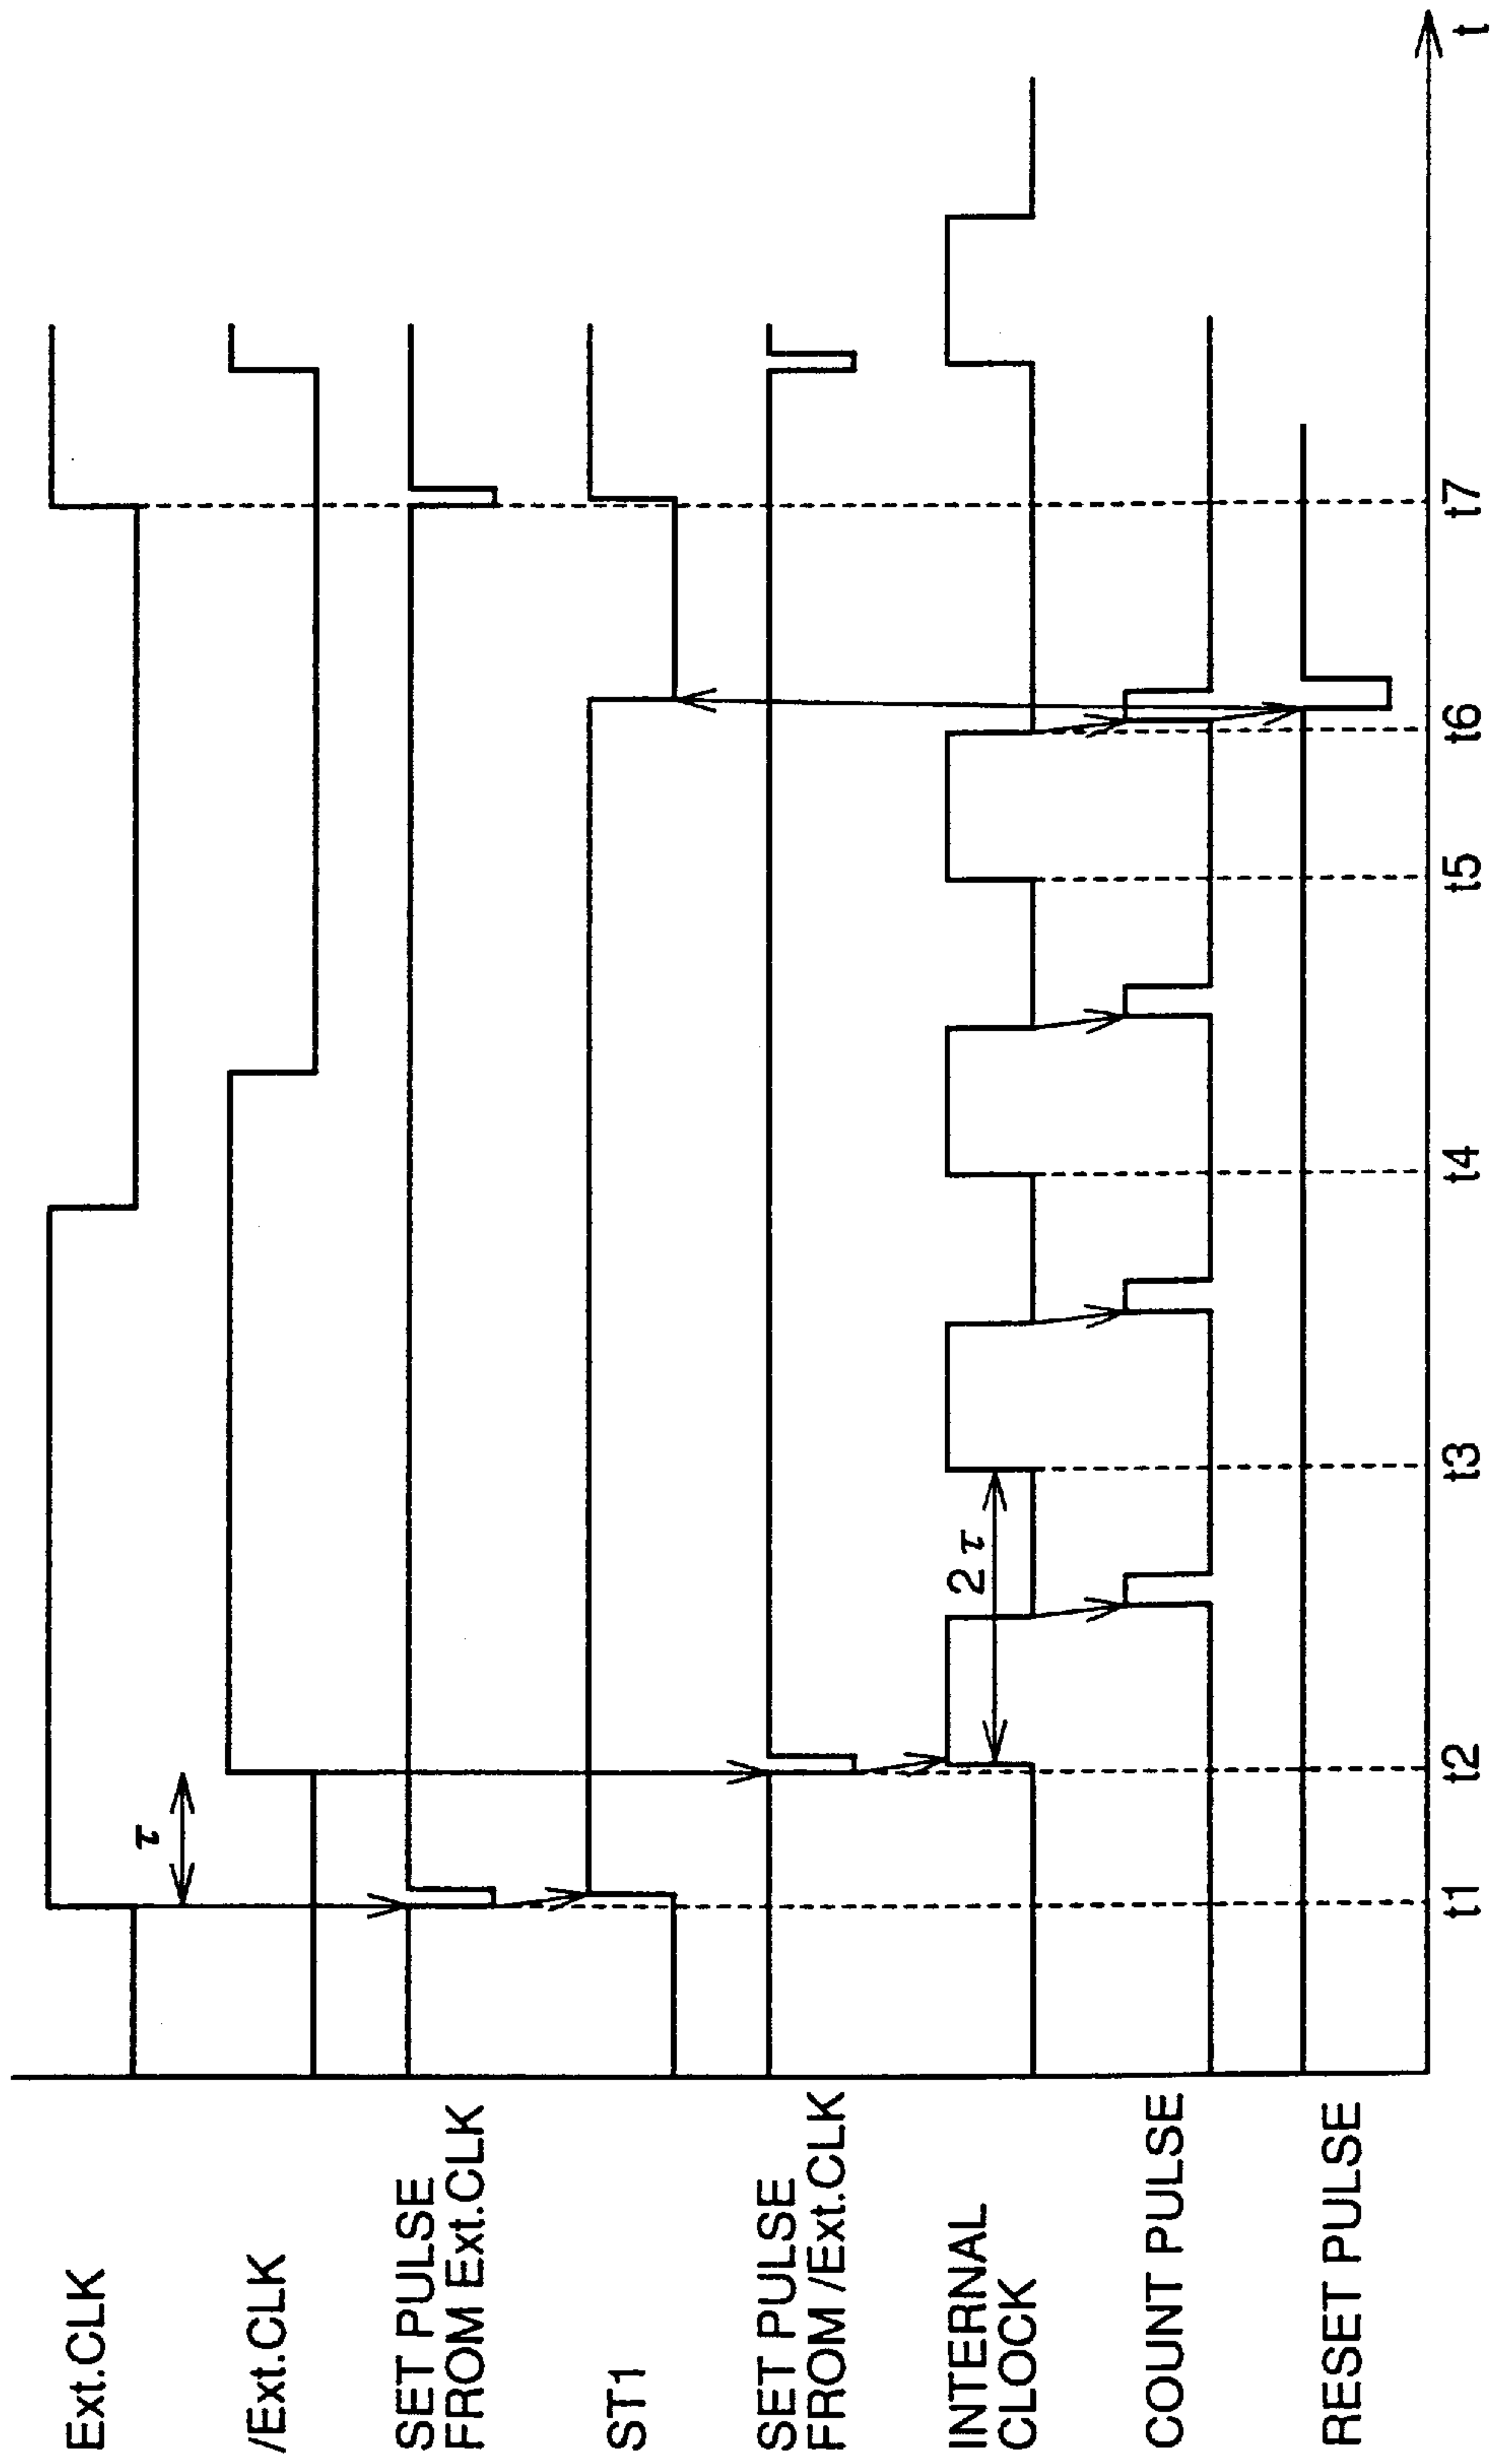 Ext.CLK
τ
/Ext.CLK
SET PULSE
FROM Ext.CLK
ST1
SET PULSE
FROM /Ext.CLK
INTERNAL
CLOCK
2τ
COUNT PULSE
RESET PULSE
t1
t2
t3
t4
t5
t6
t7
t